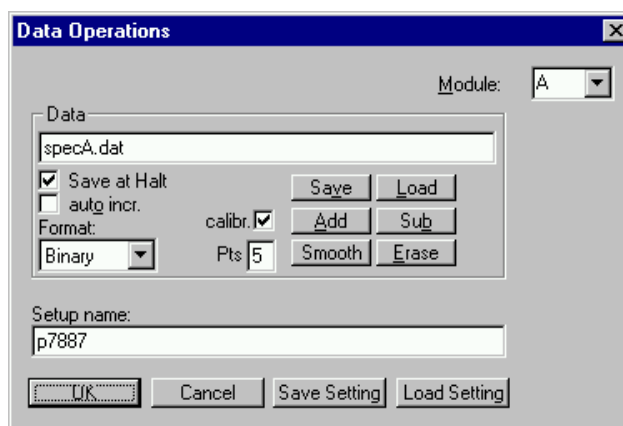 Data Operations
Module: A
Data
specA.dat
Save at Halt
auto incr.
Save Load
Format:
calibr. Add Sub
Binary Pts 5 Smooth Erase
Setup name:
p7887
OK Cancel Save Setting Load Setting